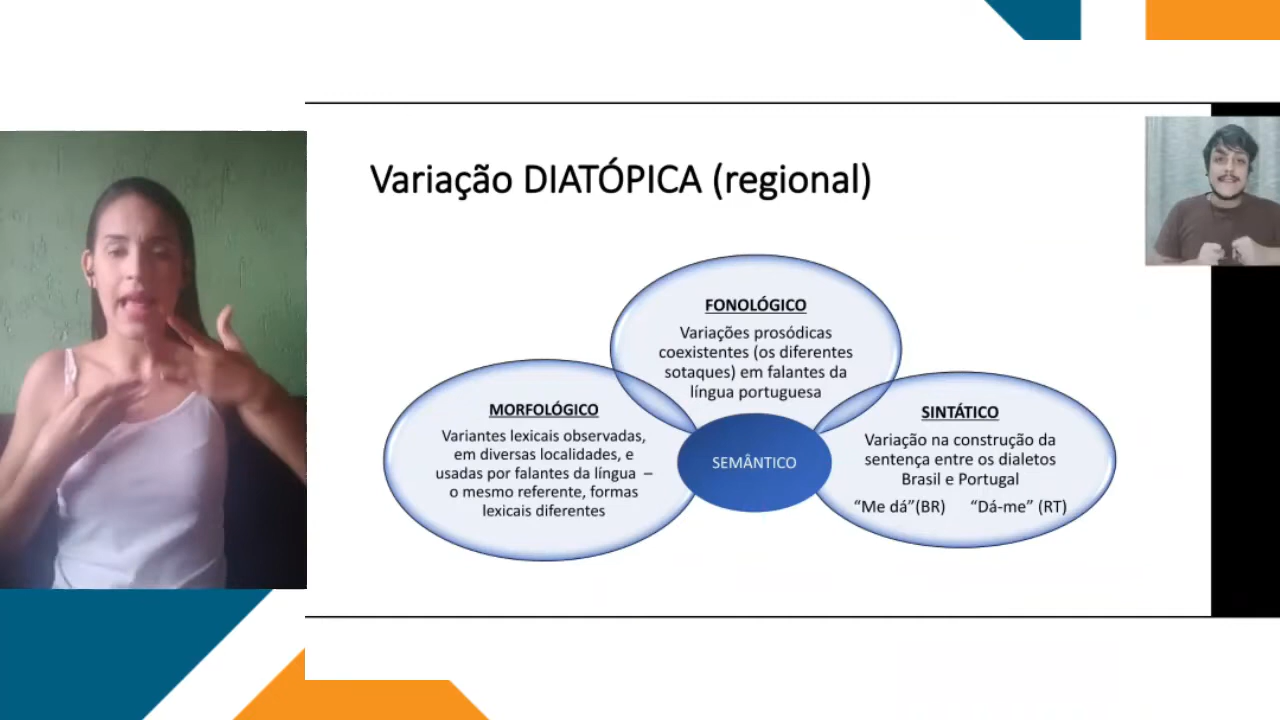 Variação DIATÓPICA (regional)
FONOLÓGICO
Variações prosódicas
coexistentes (os diferentes
sotaques) em falantes da
língua portuguesa
MORFOLÓGICO
Variantes lexicais observadas,
em diversas localidades, e
usadas por falantes da língua –
o mesmo referente, formas
lexicais diferentes
SEMÂNTICO
SINTÁTICO
Variação na construção da
sentença entre os dialetos
Brasil e Portugal
“Me dá”(BR) “Dá-me” (RT)